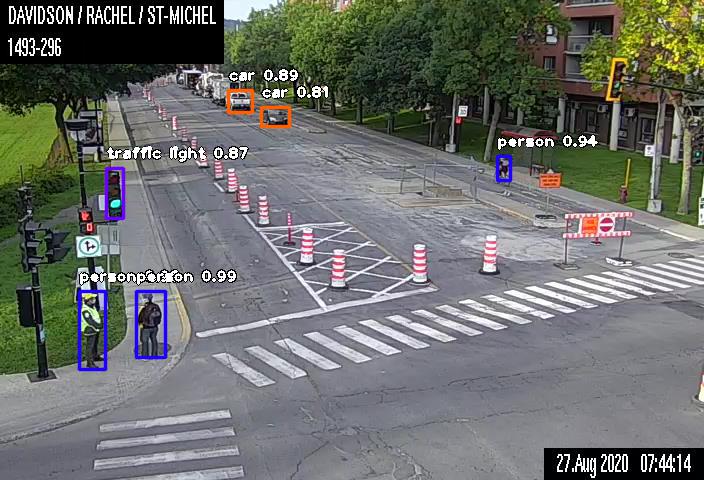 DAVIDSON / RACHEL / ST-MICHEL
1493-296
car 0.89
car 0.81
person 0.94
traffic light 0.87
person 0.99
27.Aug 2020 07:44:14